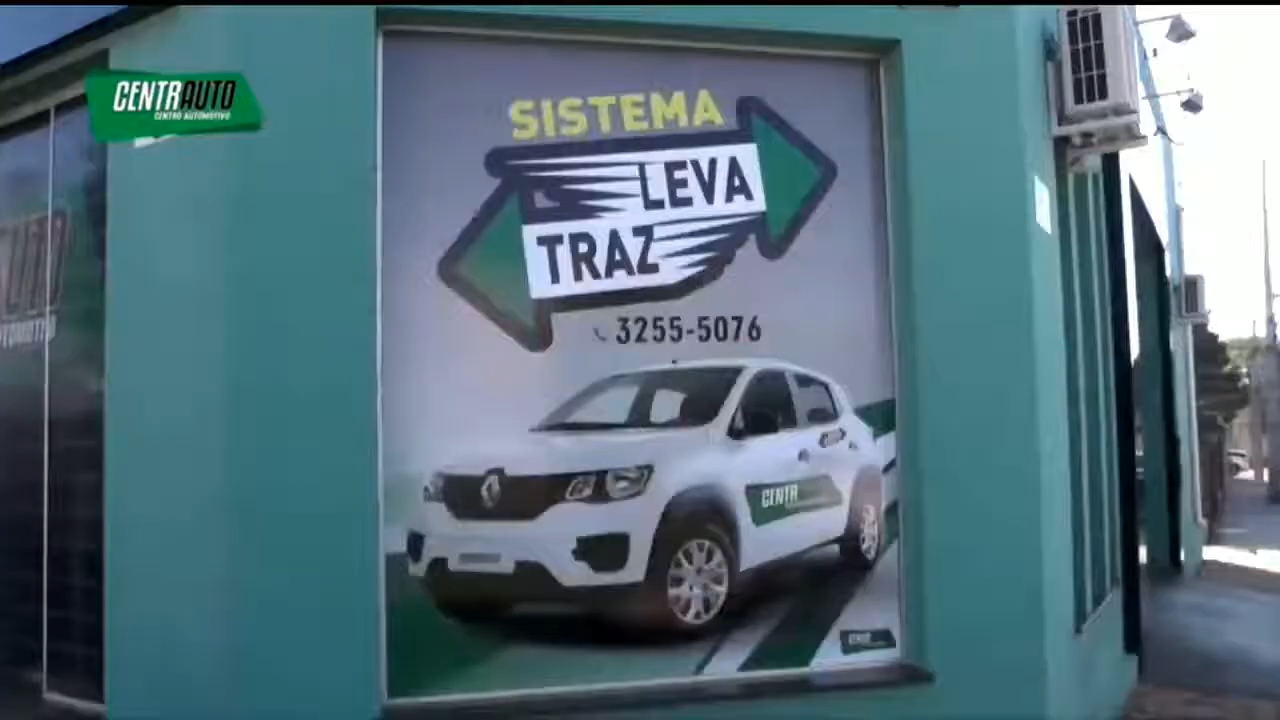 CENTRAUTO
CENTRO AUTOMOTIVO
SISTEMA
LEVA
TRAZ
3255-5076
CENTR